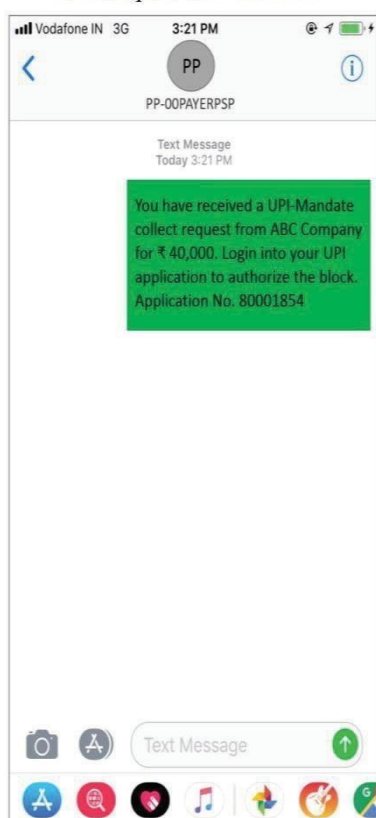 Vodafone IN 3G 3:21 PM
PP
PP-00PAYERPSP
Text Message
Today 3:21 PM
You have received a UPI-Mandate
collect request from ABC Company
for ₹ 40,000. Login into your UPI
application to authorize the block.
Application No. 80001854
Text Message